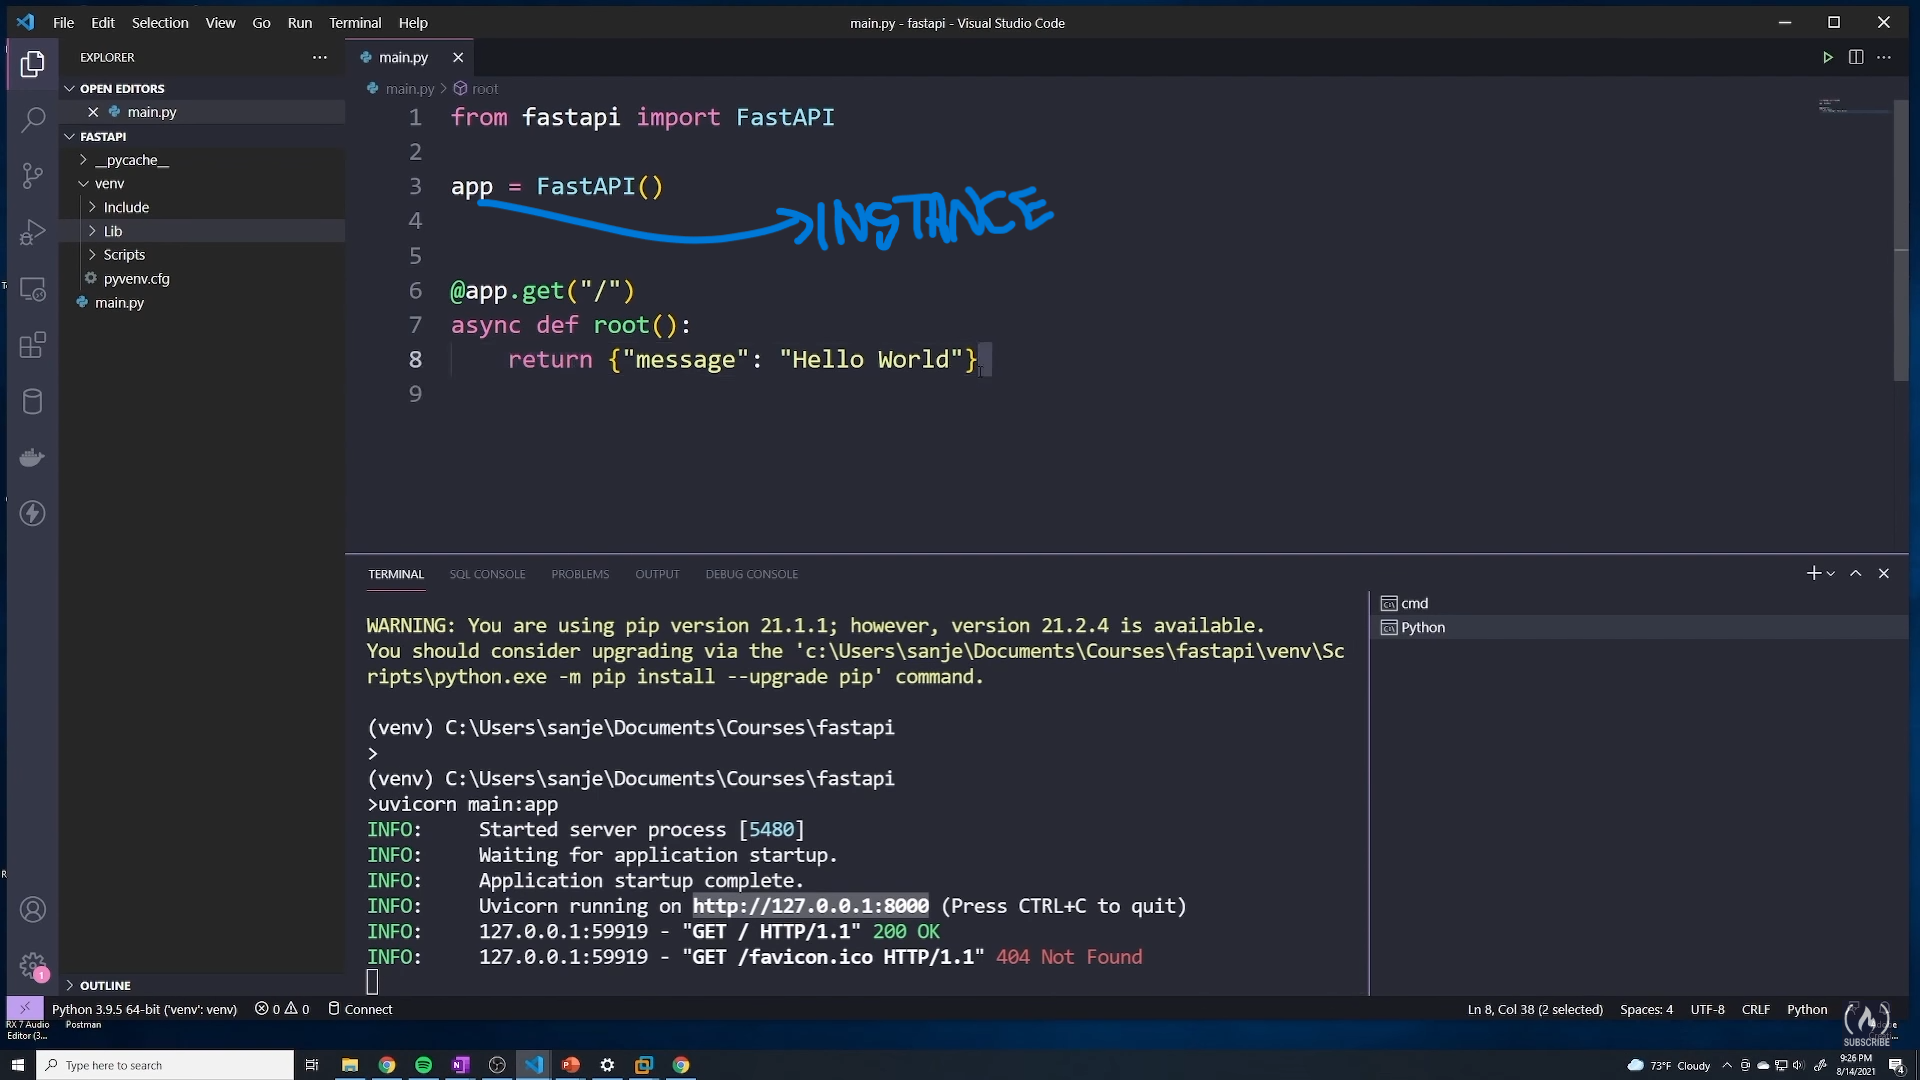 File Edit Selection View Go Run Terminal Help
main.py - fastapi - Visual Studio Code
EXPLORER
OPEN EDITORS
main.py
FASTAPI
__pycache__
venv
Include
Lib
Scripts
pyvenv.cfg
main.py
OUTLINE
main.py
main.py > root
1 from fastapi import FastAPI
2
3 app = FastAPI()
INSTANCE
4
5
6 @app.get("/")
7 async def root():
8 return {"message": "Hello World"}
9
TERMINAL SQL CONSOLE PROBLEMS OUTPUT DEBUG CONSOLE
WARNING: You are using pip version 21.1.1; however, version 21.2.4 is available.
You should consider upgrading via the 'c:\Users\sanje\Documents\Courses\fastapi\venv\Sc
ripts\python.exe -m pip install --upgrade pip' command.
(venv) C:\Users\sanje\Documents\Courses\fastapi
>
(venv) C:\Users\sanje\Documents\Courses\fastapi
>uvicorn main:app
INFO: Started server process [5480]
INFO: Waiting for application startup.
INFO: Application startup complete.
INFO: Uvicorn running on http://127.0.0.1:8000 (Press CTRL+C to quit)
INFO: 127.0.0.1:59919 - "GET / HTTP/1.1" 200 OK
INFO: 127.0.0.1:59919 - "GET /favicon.ico HTTP/1.1" 404 Not Found
cmd
Python
1
Python 3.9.5 64-bit ('venv': venv) 0 0 Connect
Ln 8, Col 38 (2 selected) Spaces: 4 UTF-8 CRLF Python
RX 7 Audio
Editor (3...
Postman
SUBSCRIBE
Type here to search
73°F Cloudy
9:26 PM
8/14/2021
4